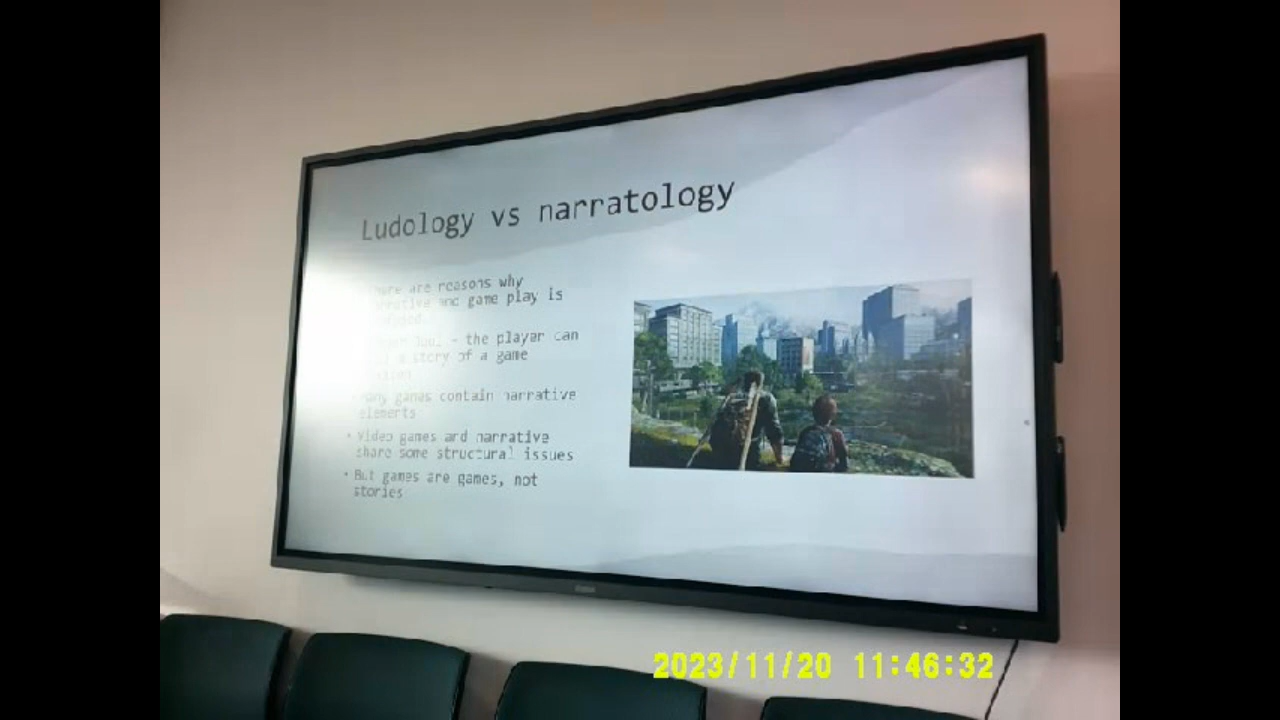 Ludology vs narratology
are reasons why
and game play is
- the player can
story of a game
games contain narrative
elements
• Video games and narrative
share some structural issues
• But games are games, not
stories
2023/11/20 11:46:32